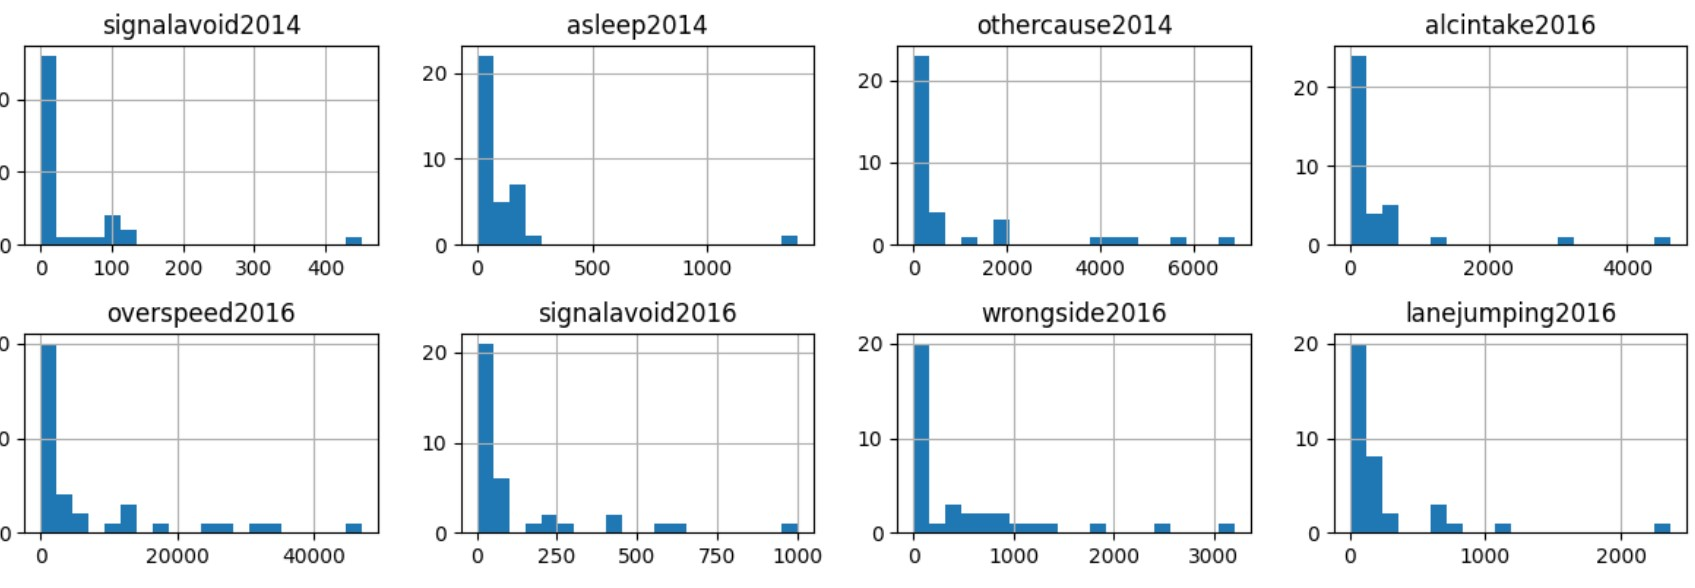 signalavoid2014 asleep2014 othercause2014 alcintake2016
20 20 20
10 10 10
0 0 0 0
0 100 200 300 400 0 500 1000 0 2000 4000 6000 0 2000 4000
overspeed2016 signalavoid2016 wrongside2016 lanejumping2016
20 20 20
10 10 10
0 0 0 0
0 20000 40000 0 250 500 750 1000 0 1000 2000 3000 0 1000 2000